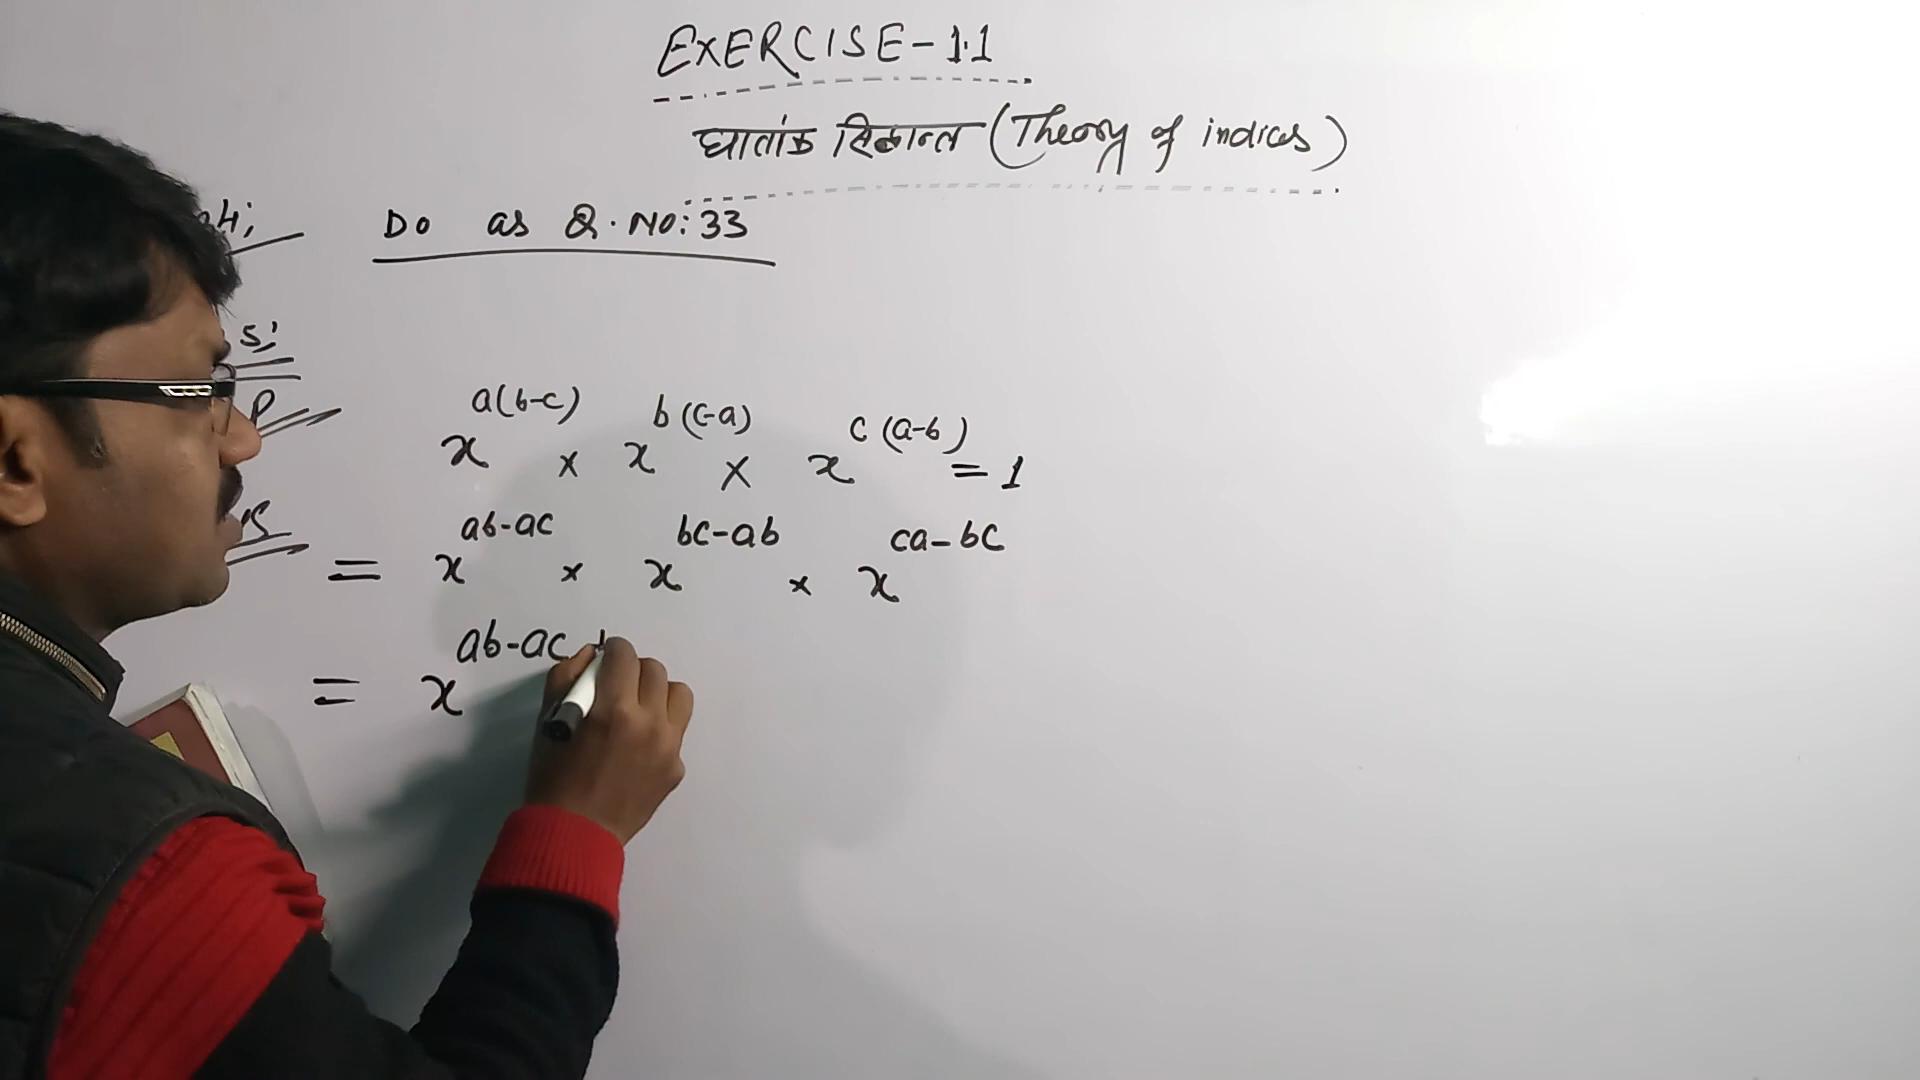 EXERCISE-1.1
घातांक सिद्धान्त (Theory of indices)
Do as Q. No: 33
5:
P
x^{a(b-c)} × x^{b(c-a)} × x^{c(a-b)} = 1
= x^{ab-ac} × x^{bc-ab} × x^{ca-bc}
= x^{ab-ac+